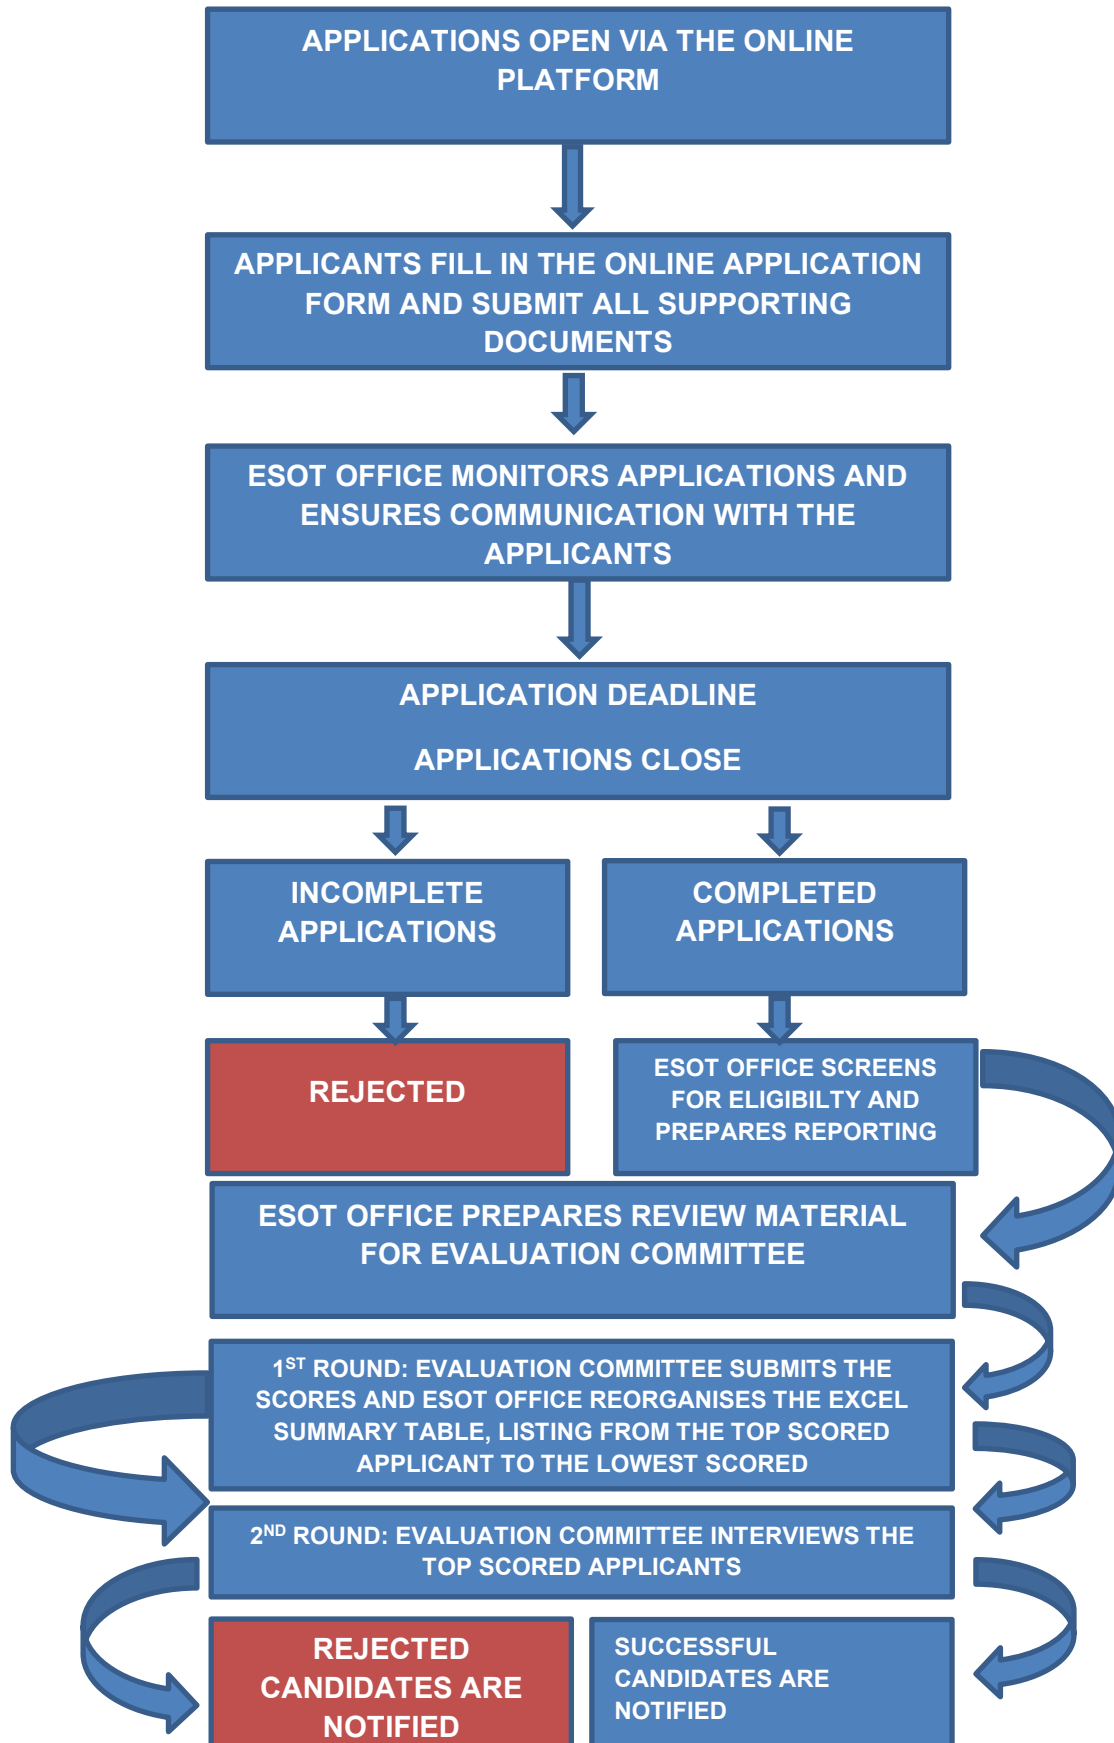 APPLICATIONS OPEN VIA THE ONLINE
PLATFORM
APPLICANTS FILL IN THE ONLINE APPLICATION
FORM AND SUBMIT ALL SUPPORTING
DOCUMENTS
ESOT OFFICE MONITORS APPLICATIONS AND
ENSURES COMMUNICATION WITH THE
APPLICANTS
APPLICATION DEADLINE
APPLICATIONS CLOSE
INCOMPLETE
APPLICATIONS
COMPLETED
APPLICATIONS
REJECTED
ESOT OFFICE SCREENS
FOR ELIGIBILTY AND
PREPARES REPORTING
ESOT OFFICE PREPARES REVIEW MATERIAL
FOR EVALUATION COMMITTEE
1ST ROUND: EVALUATION COMMITTEE SUBMITS THE
SCORES AND ESOT OFFICE REORGANISES THE EXCEL
SUMMARY TABLE, LISTING FROM THE TOP SCORED
APPLICANT TO THE LOWEST SCORED
2ND ROUND: EVALUATION COMMITTEE INTERVIEWS THE
TOP SCORED APPLICANTS
REJECTED
CANDIDATES ARE
NOTIFIED
SUCCESSFUL
CANDIDATES ARE
NOTIFIED